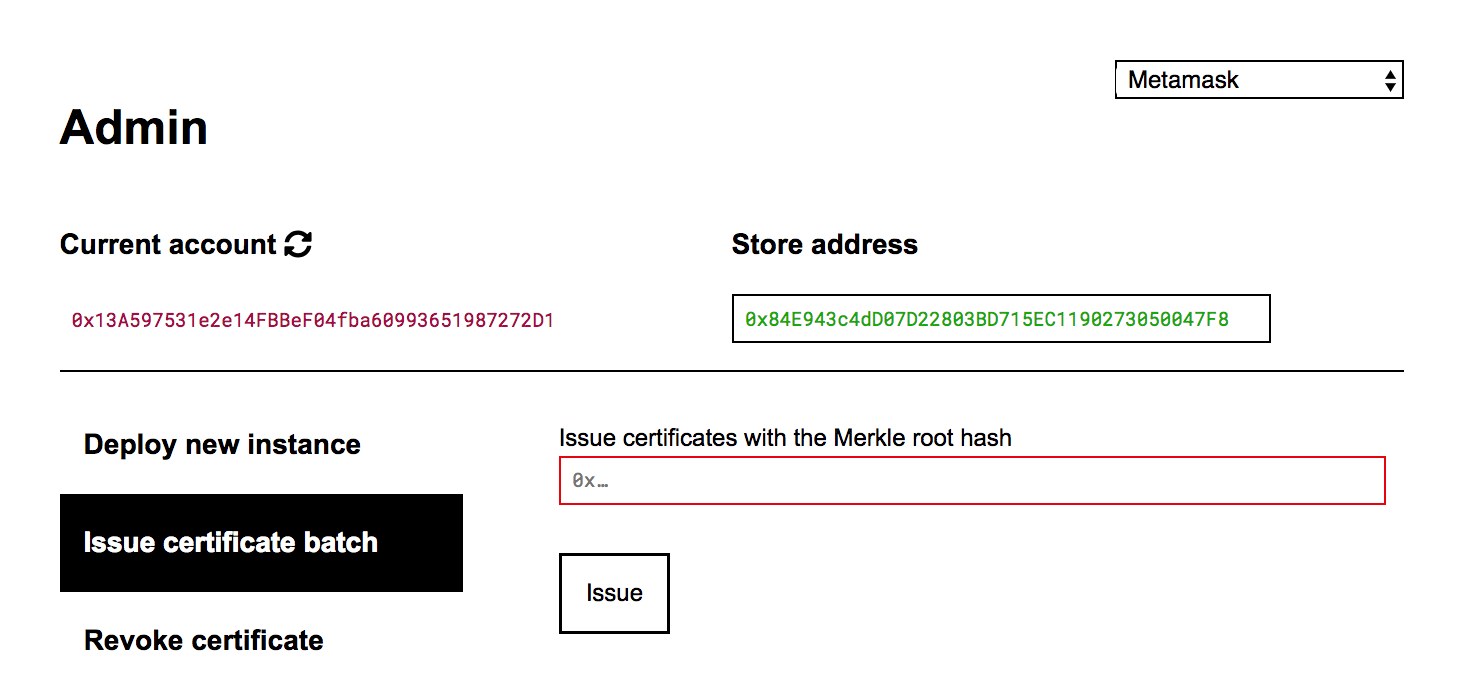 Metamask
Admin
Current account
Store address
0x13A597531e2e14FBBeF04fba60993651987272D1
0x84E943c4dD07D22803BD715EC1190273050047F8
Deploy new instance
Issue certificates with the Merkle root hash
0x…
Issue certificate batch
Issue
Revoke certificate